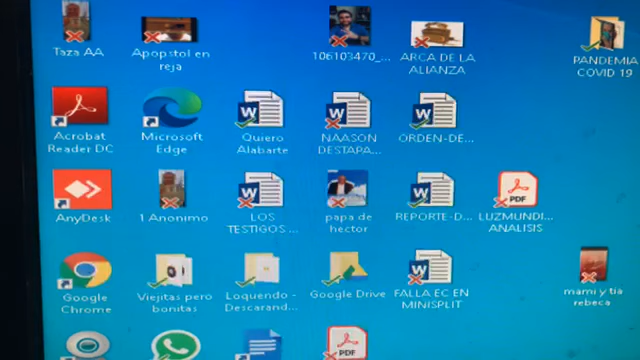 Taza AA
Apopstol en
reja
106103470_...
ARCA DE LA
ALIANZA
PANDEMIA
COVID 19
Acrobat
Reader DC
Microsoft
Edge
Quiero
Alabarte
NAASON
DESTAPA...
ORDEN-DE...
AnyDesk
1 Anonimo
LOS
TESTIGOS ...
papa de
hector
REPORTE-D...
PDF
LUZMUNDI...
ANALISIS
Google
Chrome
Viejitas pero
bonitas
Loquendo -
Descarand...
Google Drive
FALLA EC EN
MINISPLIT
mami y tia
rebeca
PDF